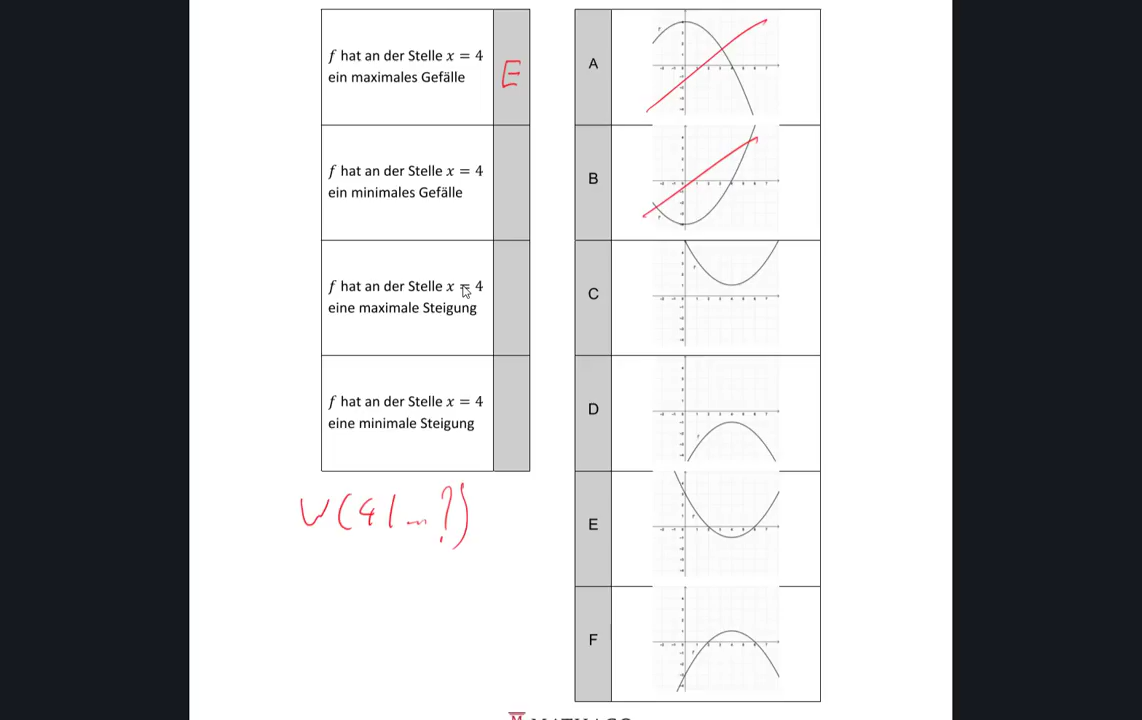 f hat an der Stelle x = 4
ein maximales Gefälle
E
f hat an der Stelle x = 4
ein minimales Gefälle
f hat an der Stelle x = 4
eine maximale Steigung
f hat an der Stelle x = 4
eine minimale Steigung
W(4|...?)
A
B
C
D
E
F
MATHAGO